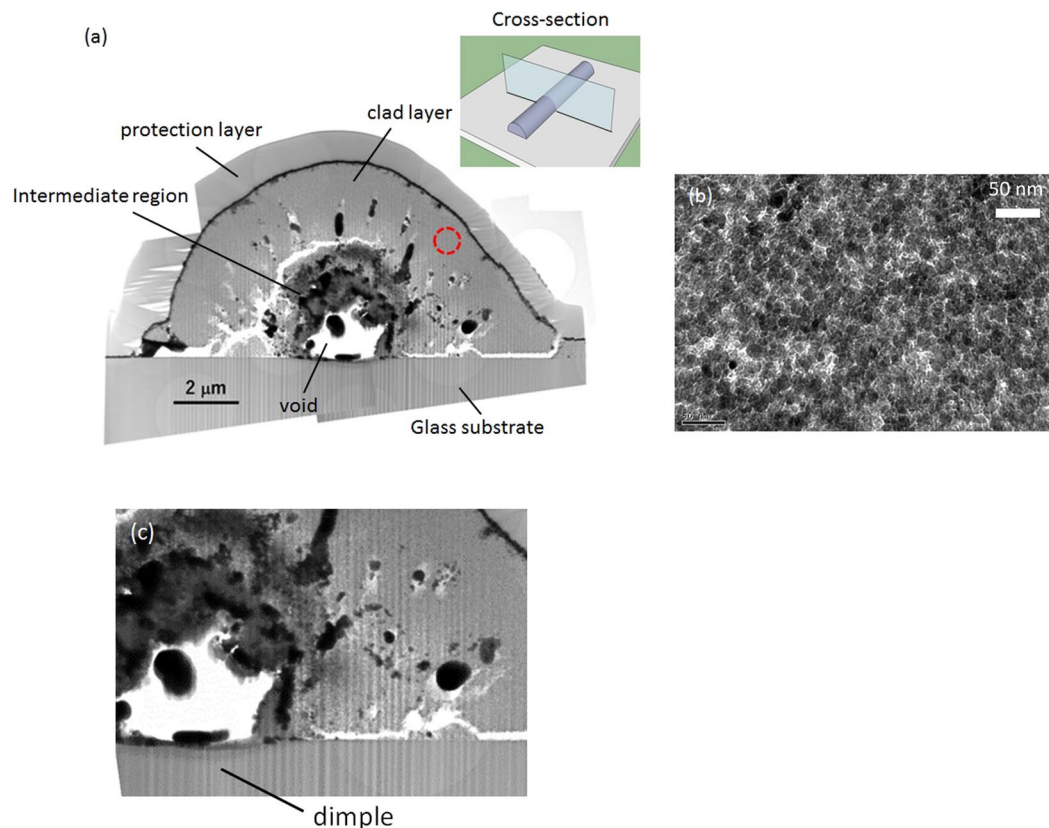 Cross-section
(a)
clad layer
protection layer
Intermediate region
(b)
50 nm
2 μm
void
Glass substrate
(c)
dimple